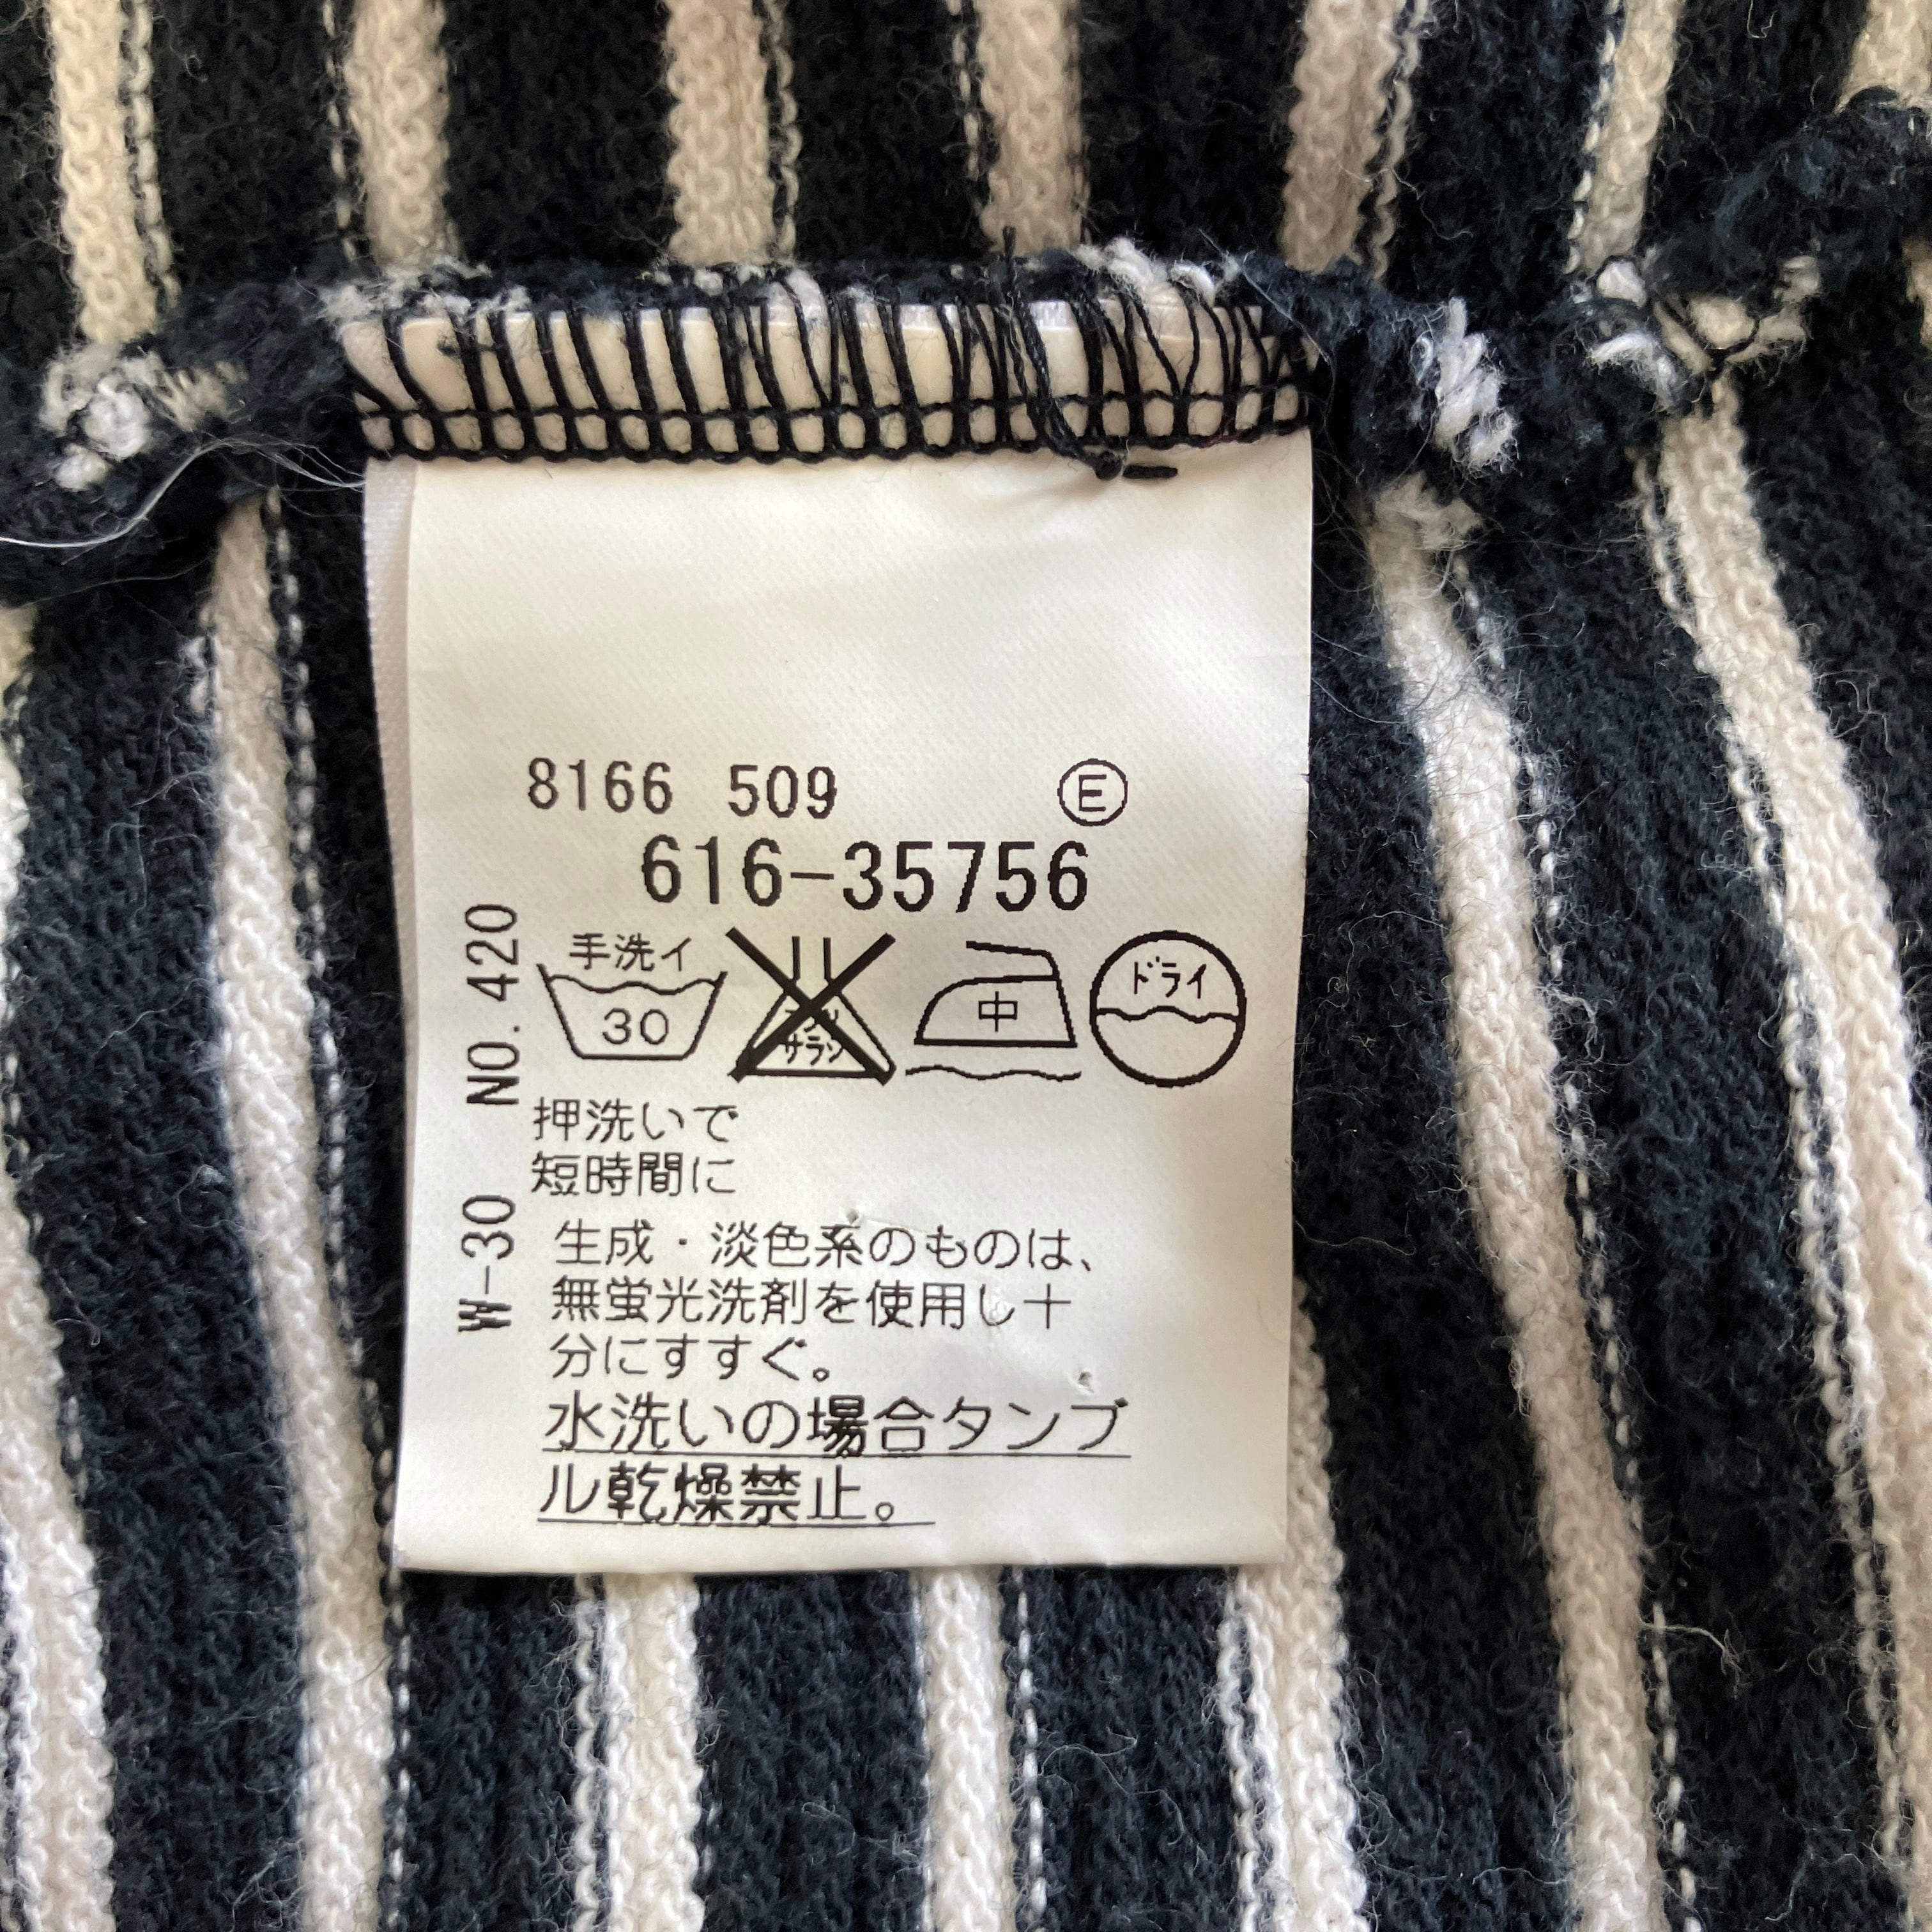 8166 509 Ⓔ
616-35756
W-30 NO. 420
手洗イ
30
サラシ
中
ドライ
押洗いで
短時間に
生成・淡色系のものは、
無蛍光洗剤を使用し十
分にすすぐ。
水洗いの場合タンブ
ル乾燥禁止。